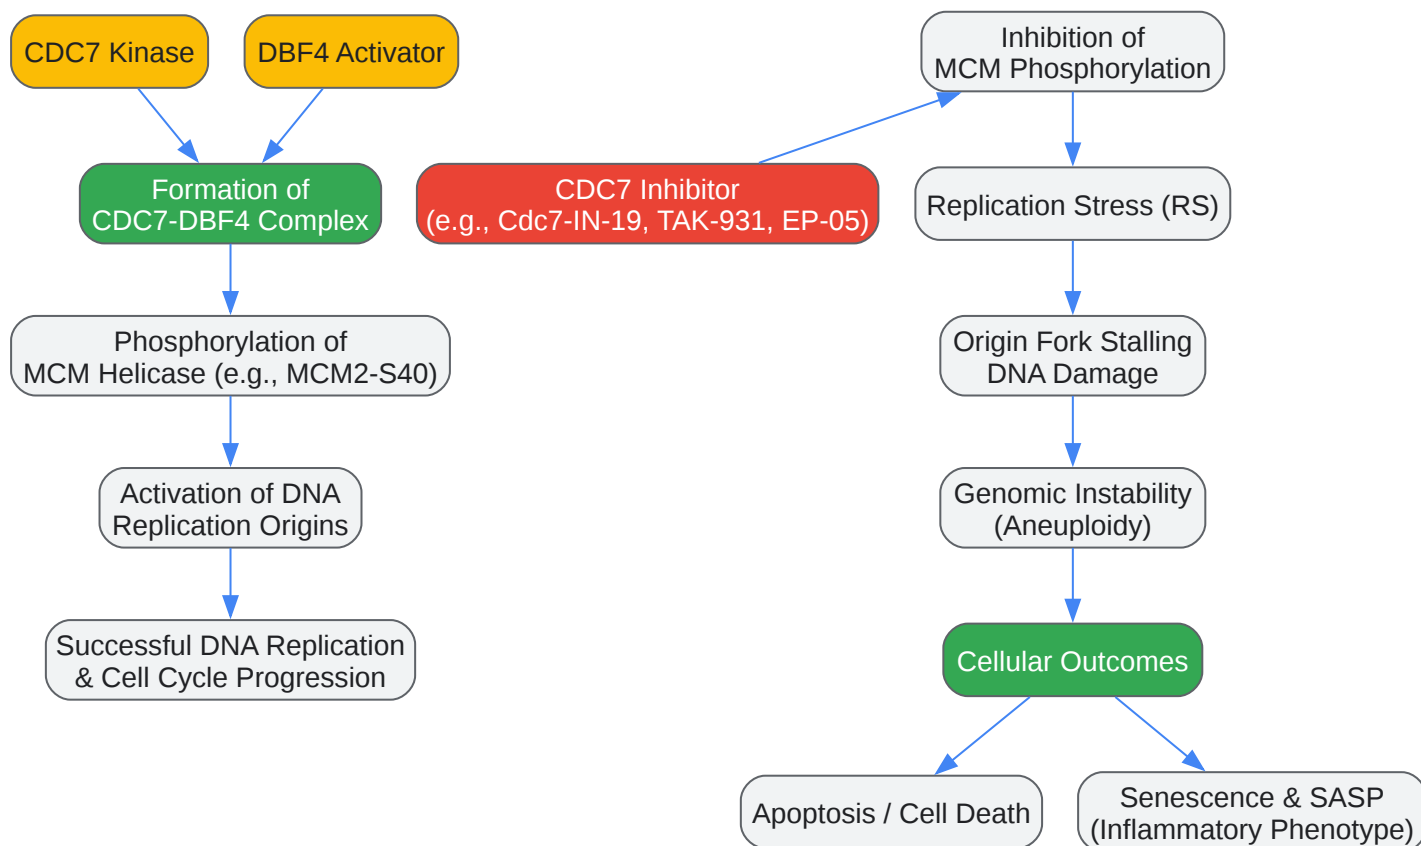 CDC7 Kinase
DBF4 Activator
Formation of
CDC7-DBF4 Complex
Phosphorylation of
MCM Helicase (e.g., MCM2-S40)
Activation of DNA
Replication Origins
Successful DNA Replication
& Cell Cycle Progression
CDC7 Inhibitor
(e.g., Cdc7-IN-19, TAK-931, EP-05)
Inhibition of
MCM Phosphorylation
Replication Stress (RS)
Origin Fork Stalling
DNA Damage
Genomic Instability
(Aneuploidy)
Cellular Outcomes
Apoptosis / Cell Death
Senescence & SASP
(Inflammatory Phenotype)